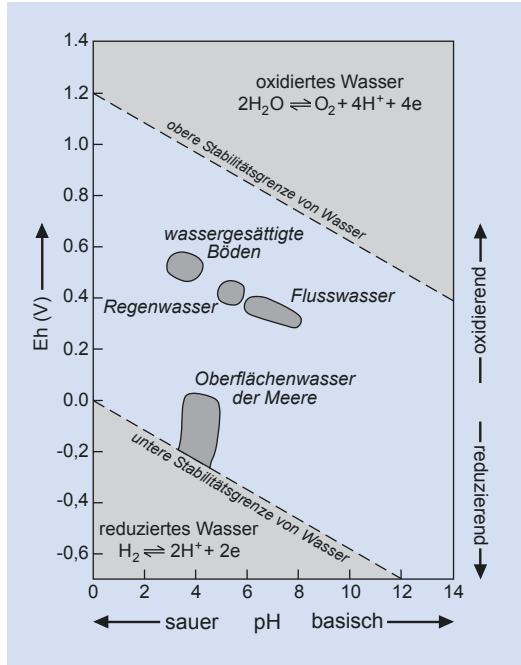 1.4
1.2
1.0
0.8
0.6
0.4
0.2
0.0
-0,2
-0,4
-0,6
Eh (V)
oxidiertes Wasser
2H₂O ⇌ O₂ + 4H⁺ + 4e
obere Stabilitätsgrenze von Wasser
wassergesättigte
Böden
Regenwasser
Flusswasser
Oberflächenwasser
der Meere
untere Stabilitätsgrenze von Wasser
reduziertes Wasser
H₂ ⇌ 2H⁺ + 2e
oxidierend
reduzierend
0 2 4 6 8 10 12 14
sauer pH basisch